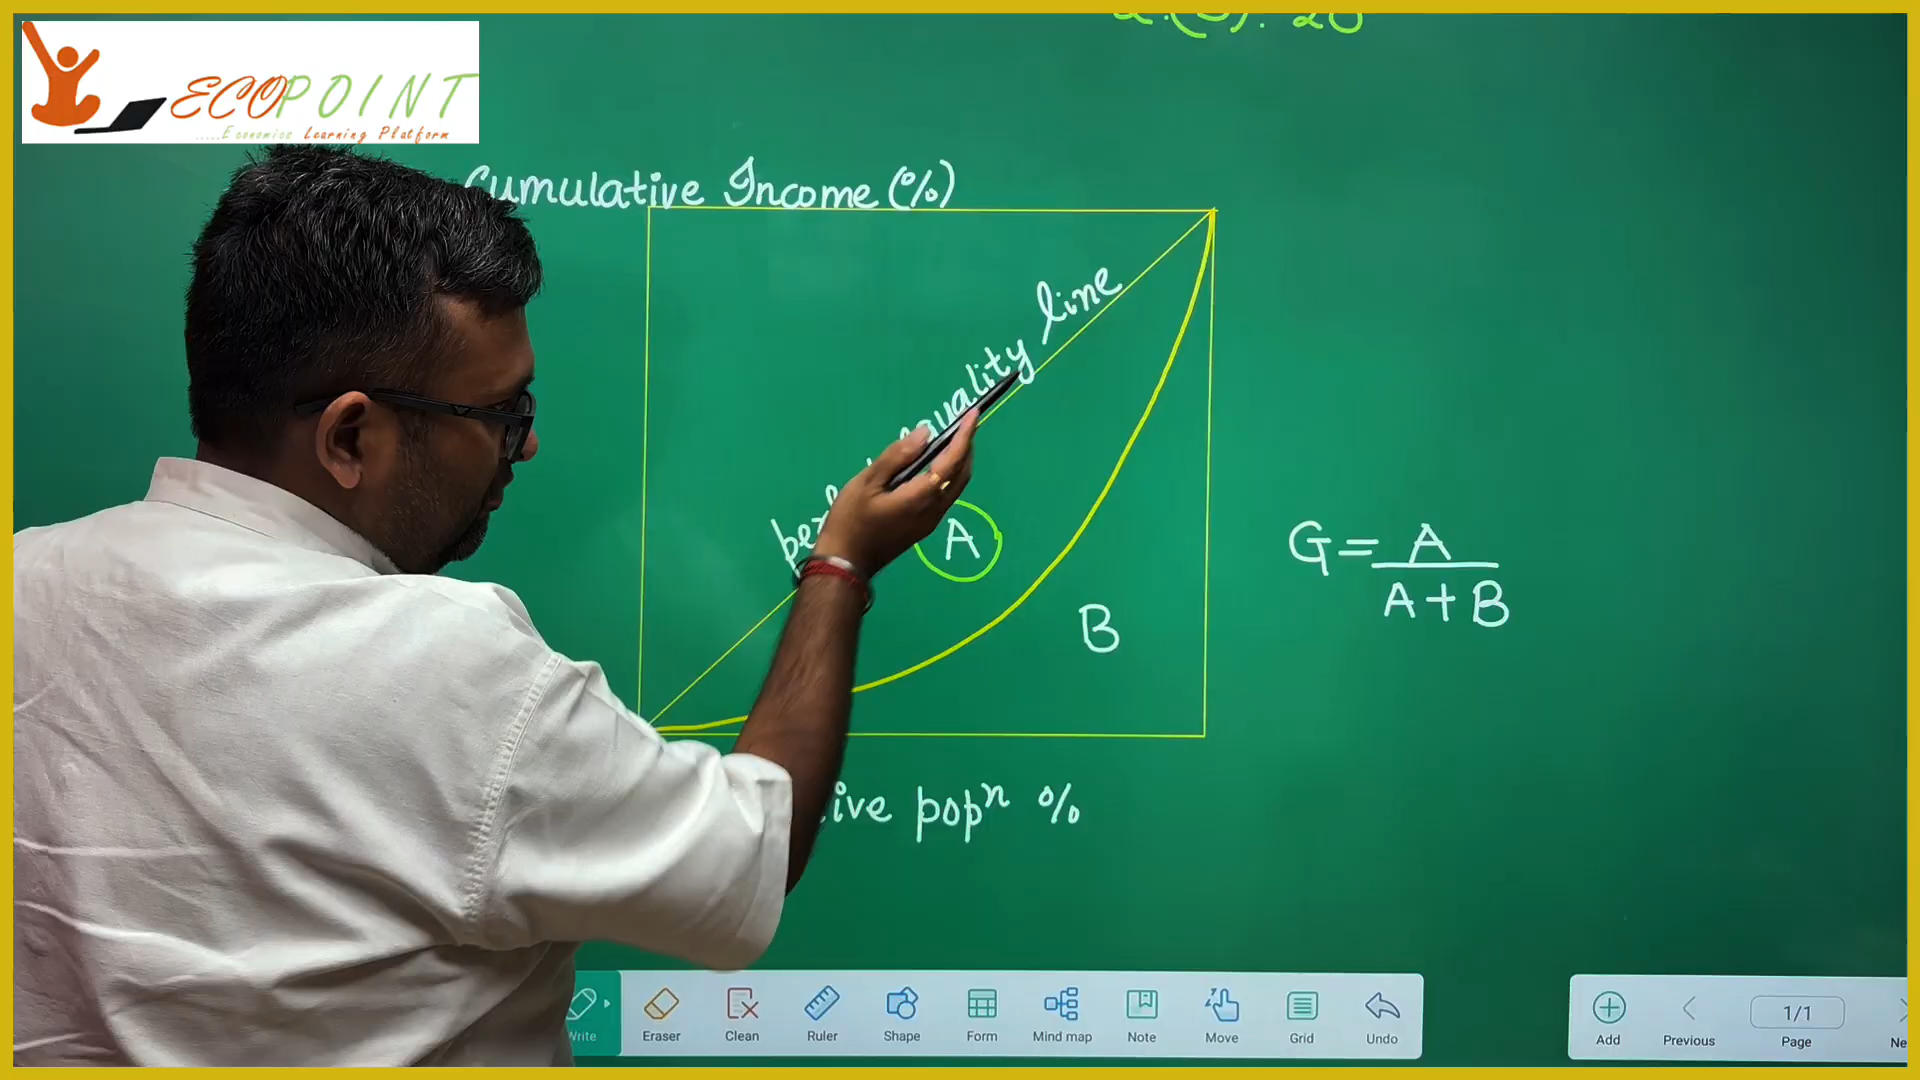 ECOPOINT
.....Economics Learning Platform
Cumulative Income (%)
line
A
B
G = A
A + B
popⁿ %
Write
Eraser
Clean
Ruler
Shape
Form
Mind map
Note
Move
Grid
Undo
Add
Previous
1/1
Page